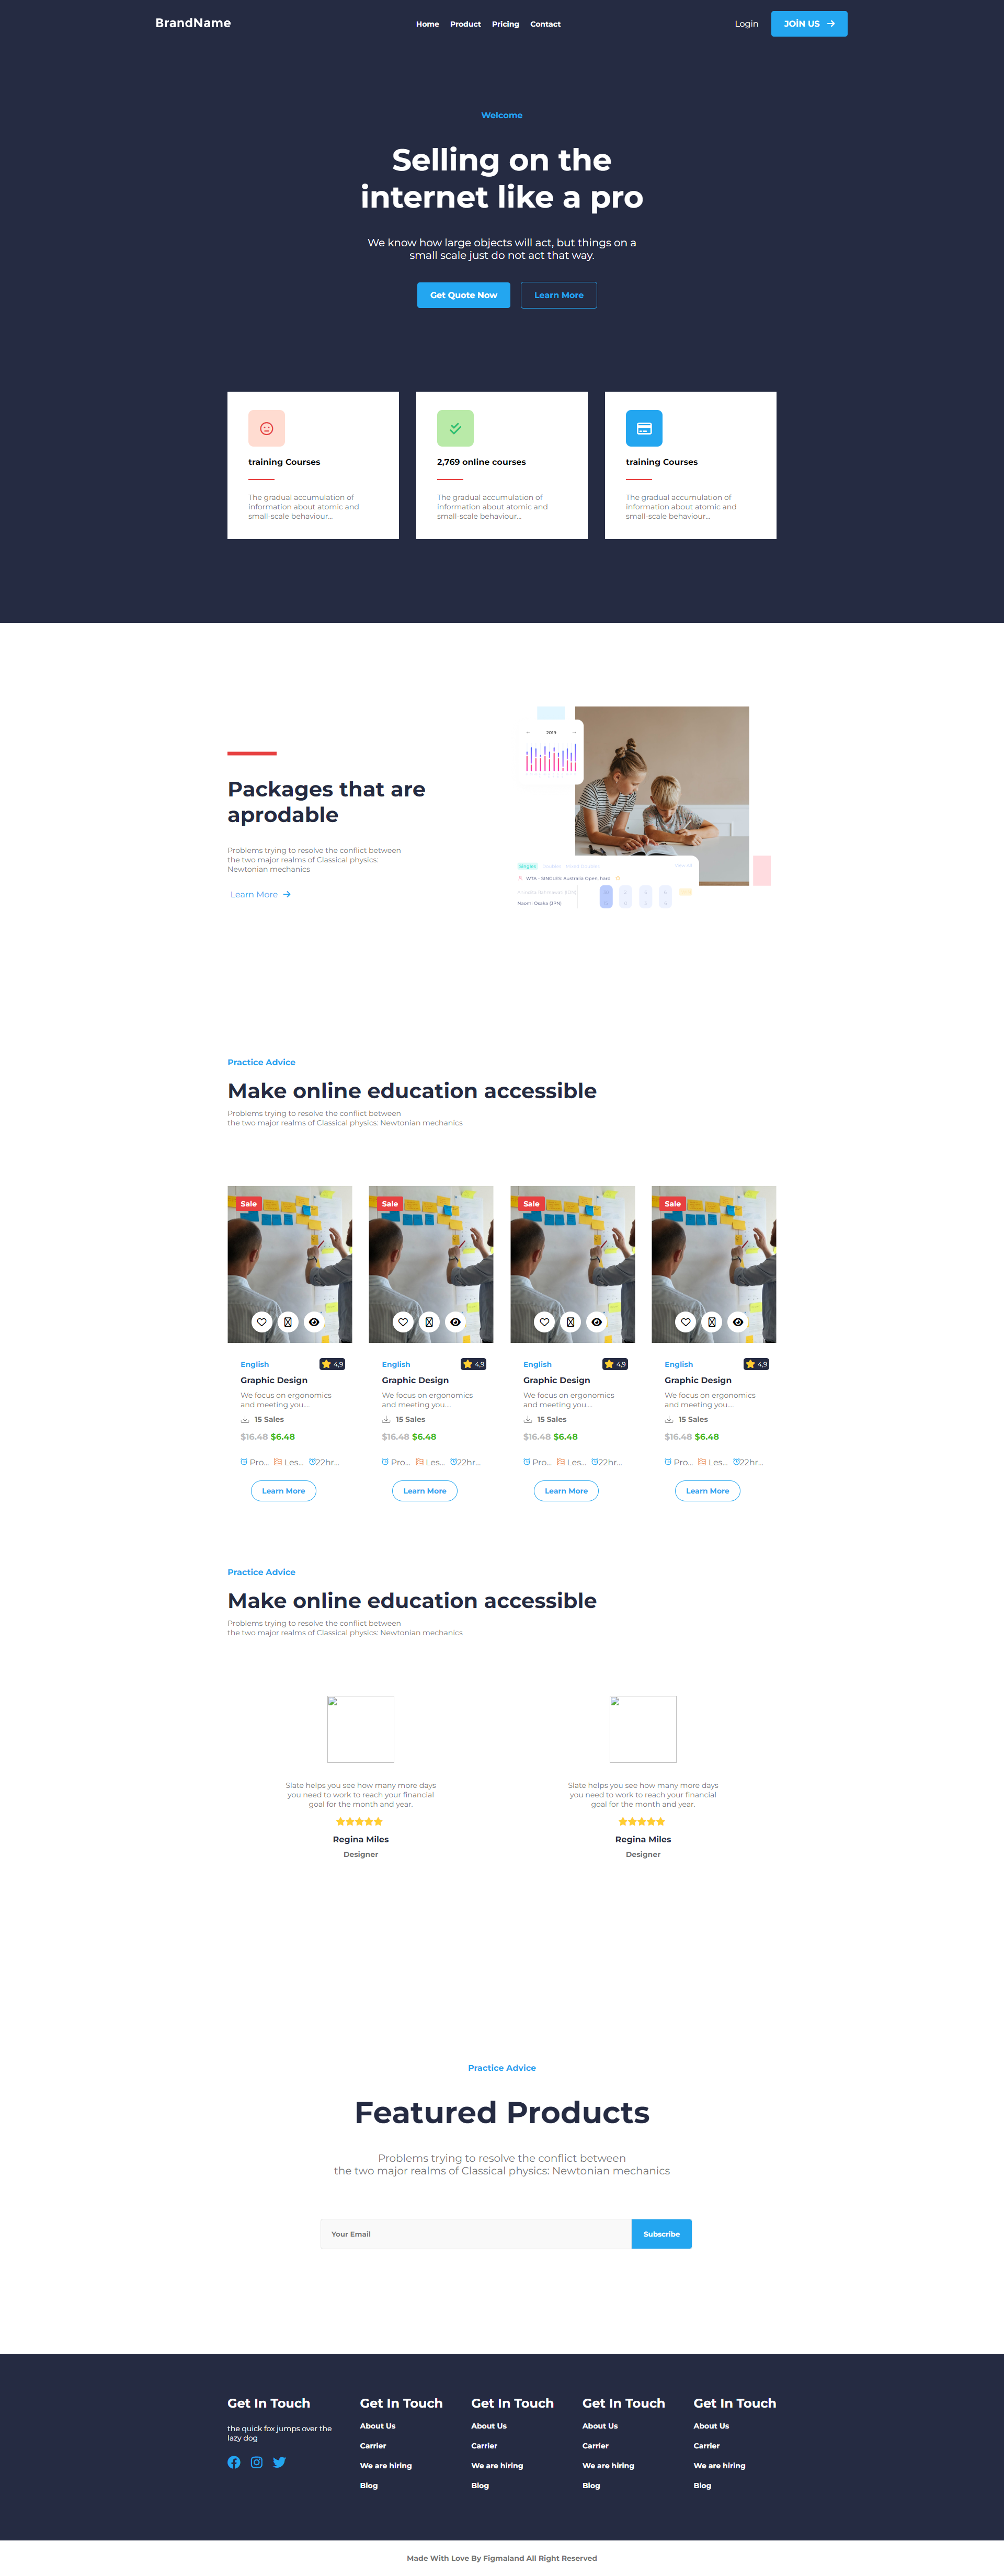 BrandName
Home Product Pricing Contact
Login
JOİN US
Welcome
Selling on the
internet like a pro
We know how large objects will act, but things on a
small scale just do not act that way.
Get Quote Now
Learn More
training Courses
The gradual accumulation of
information about atomic and
small-scale behaviour...
2,769 online courses
The gradual accumulation of
information about atomic and
small-scale behaviour...
training Courses
The gradual accumulation of
information about atomic and
small-scale behaviour...
Packages that are
aprodable
Problems trying to resolve the conflict between
the two major realms of Classical physics:
Newtonian mechanics
Learn More
2019
Singles
WTA - SINGLES: Australia Open, hard
Naomi Osaka (JPN)
Practice Advice
Make online education accessible
Problems trying to resolve the conflict between
the two major realms of Classical physics: Newtonian mechanics
Sale
English
4,9
Graphic Design
We focus on ergonomics
and meeting you....
15 Sales
$16.48 $6.48
Pro... Les... 22hr...
Learn More
Sale
English
4,9
Graphic Design
We focus on ergonomics
and meeting you....
15 Sales
$16.48 $6.48
Pro... Les... 22hr...
Learn More
Sale
English
4,9
Graphic Design
We focus on ergonomics
and meeting you....
15 Sales
$16.48 $6.48
Pro... Les... 22hr...
Learn More
Sale
English
4,9
Graphic Design
We focus on ergonomics
and meeting you....
15 Sales
$16.48 $6.48
Pro... Les... 22hr...
Learn More
Practice Advice
Make online education accessible
Problems trying to resolve the conflict between
the two major realms of Classical physics: Newtonian mechanics
Slate helps you see how many more days
you need to work to reach your financial
goal for the month and year.
Regina Miles
Designer
Slate helps you see how many more days
you need to work to reach your financial
goal for the month and year.
Regina Miles
Designer
Practice Advice
Featured Products
Problems trying to resolve the conflict between
the two major realms of Classical physics: Newtonian mechanics
Your Email
Subscribe
Get In Touch
the quick fox jumps over the
lazy dog
Get In Touch
About Us
Carrier
We are hiring
Blog
Get In Touch
About Us
Carrier
We are hiring
Blog
Get In Touch
About Us
Carrier
We are hiring
Blog
Get In Touch
About Us
Carrier
We are hiring
Blog
Made With Love By Figmaland All Right Reserved